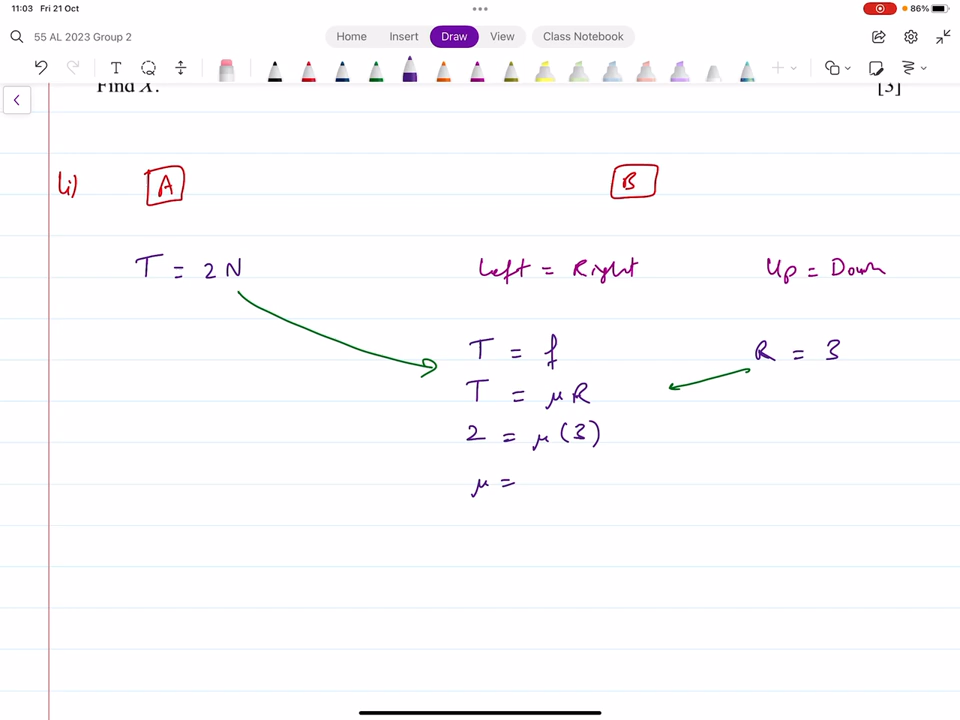 11:03 Fri 21 Oct
86%
55 AL 2023 Group 2
Home Insert Draw View Class Notebook
Find X.
[3]
(i) A B
T = 2 N
Left = Right
Up = Down
T = f
R = 3
T = μR
2 = μ(3)
μ =